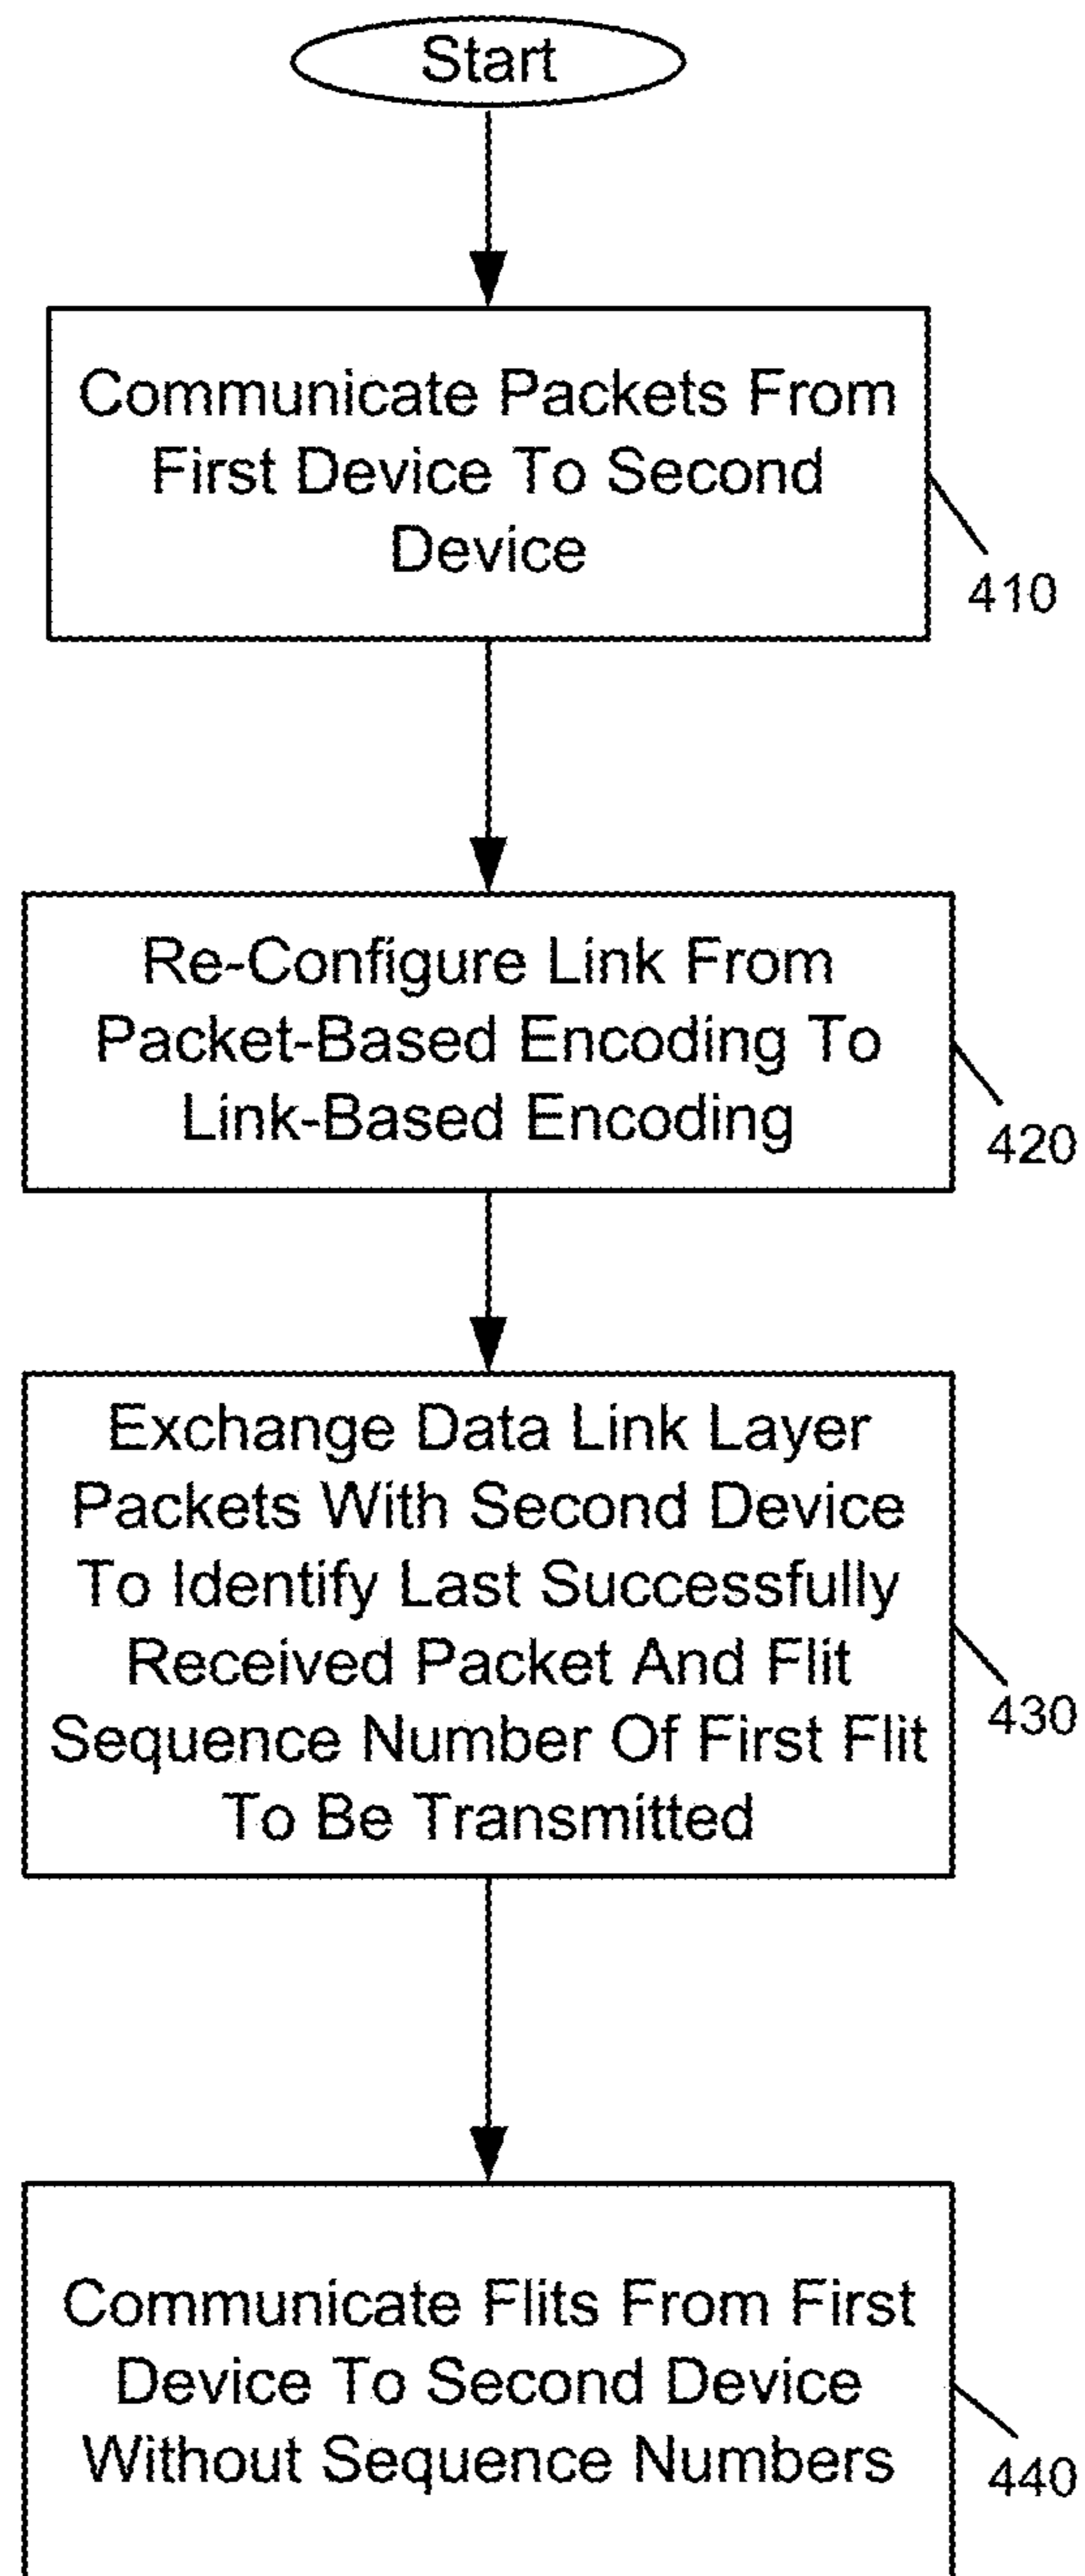 Start
Communicate Packets From
First Device To Second
Device
410
Re-Configure Link From
Packet-Based Encoding To
Link-Based Encoding
420
Exchange Data Link Layer
Packets With Second Device
To Identify Last Successfully
Received Packet And Flit
Sequence Number Of First Flit
To Be Transmitted
430
Communicate Flits From First
Device To Second Device
Without Sequence Numbers
440